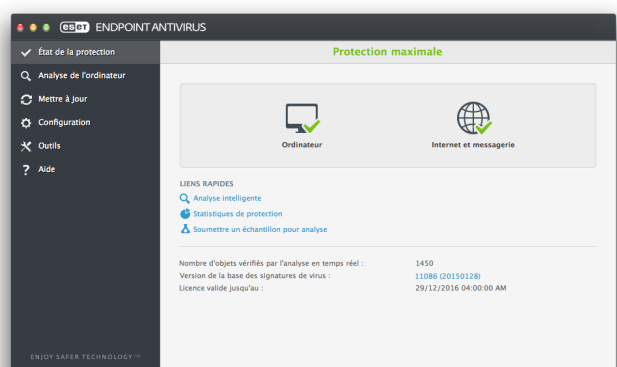 eset ENDPOINT ANTIVIRUS
État de la protection
Analyse de l'ordinateur
Mettre à jour
Configuration
Outils
? Aide
Protection maximale
Ordinateur
Internet et messagerie
LIENS RAPIDES
Analyse intelligente
Statistiques de protection
Soumettre un échantillon pour analyse
Nombre d'objets vérifiés par l'analyse en temps réel : 1450
Version de la base des signatures de virus : 11086 (20150128)
Licence valide jusqu'au : 29/12/2016 04:00:00 AM
ENJOY SAFER TECHNOLOGY™